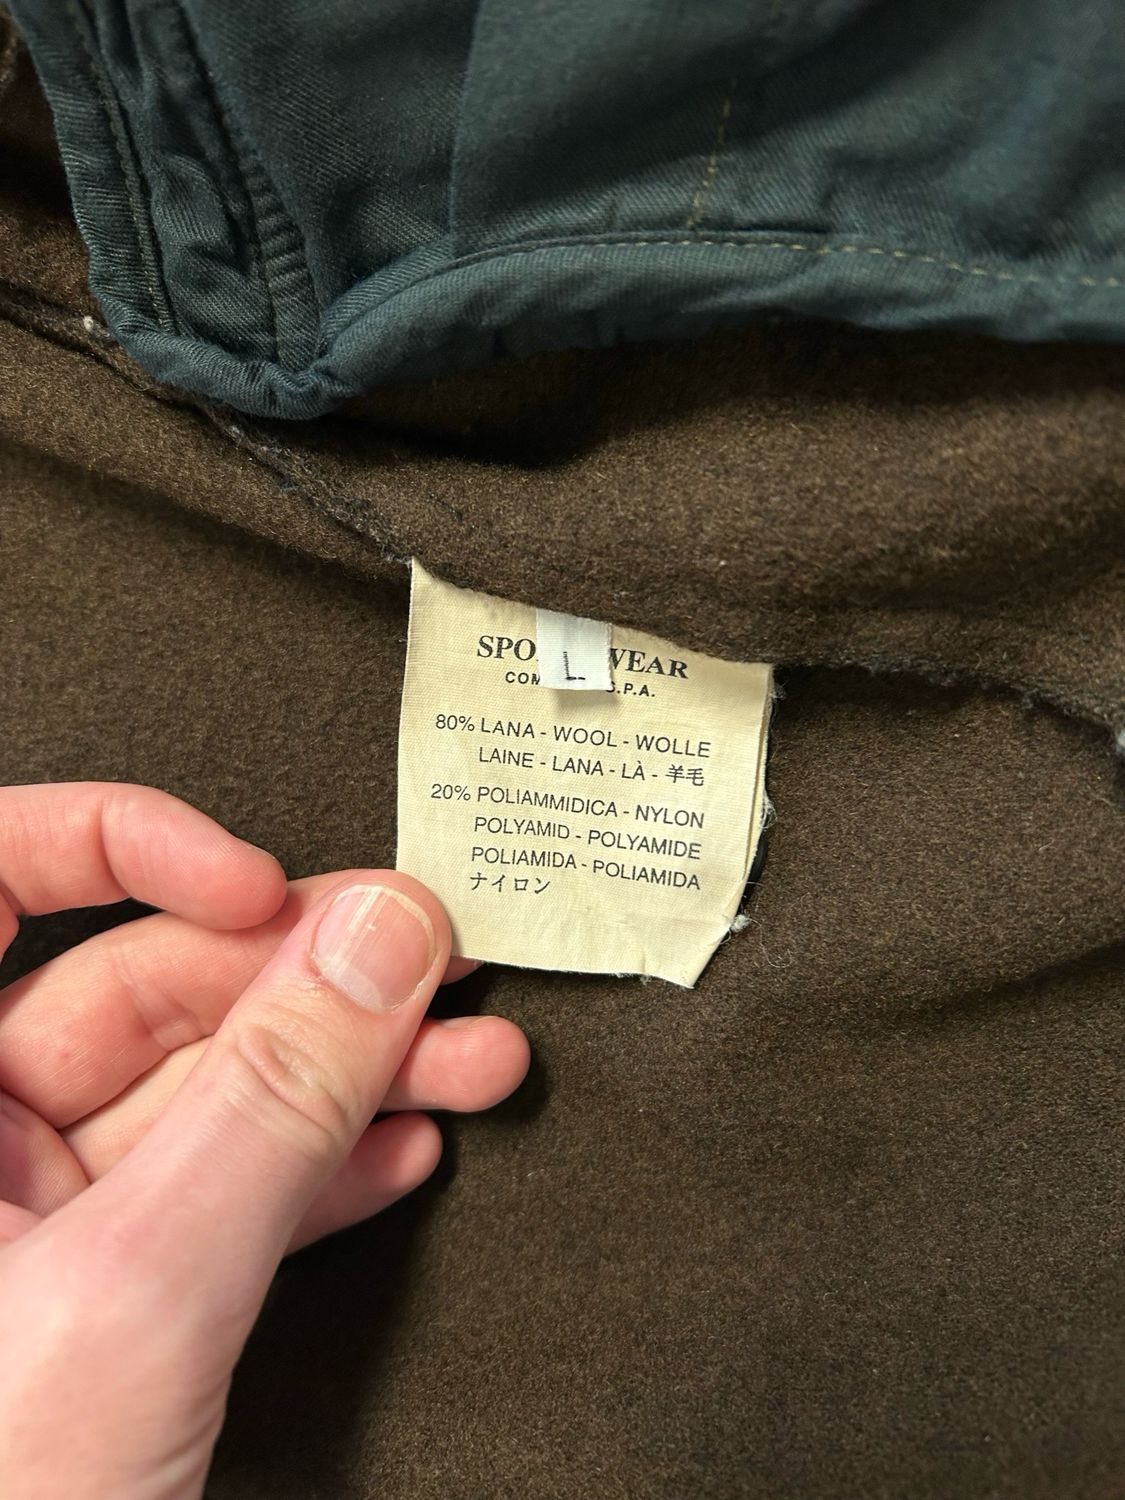 SPO WEAR
L
COM S.P.A.
80% LANA - WOOL - WOLLE
LAINE - LANA - LÀ - 羊毛
20% POLIAMMIDICA - NYLON
POLYAMID - POLYAMIDE
POLIAMIDA - POLIAMIDA
ナイロン